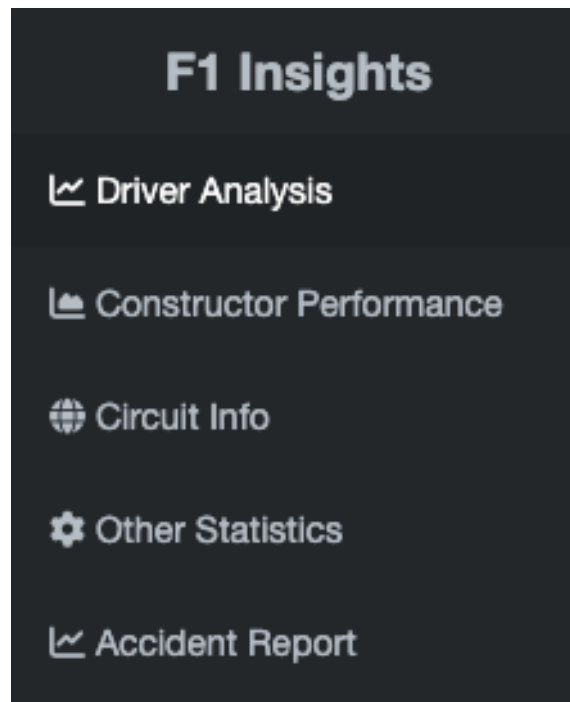 F1 Insights
Driver Analysis
Constructor Performance
Circuit Info
Other Statistics
Accident Report